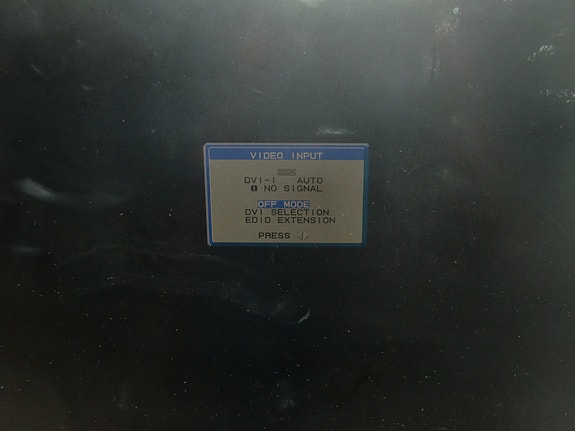 VIDEO INPUT
DVI-I AUTO
NO SIGNAL
OFF MODE
DVI SELECTION
EDID EXTENSION
PRESS